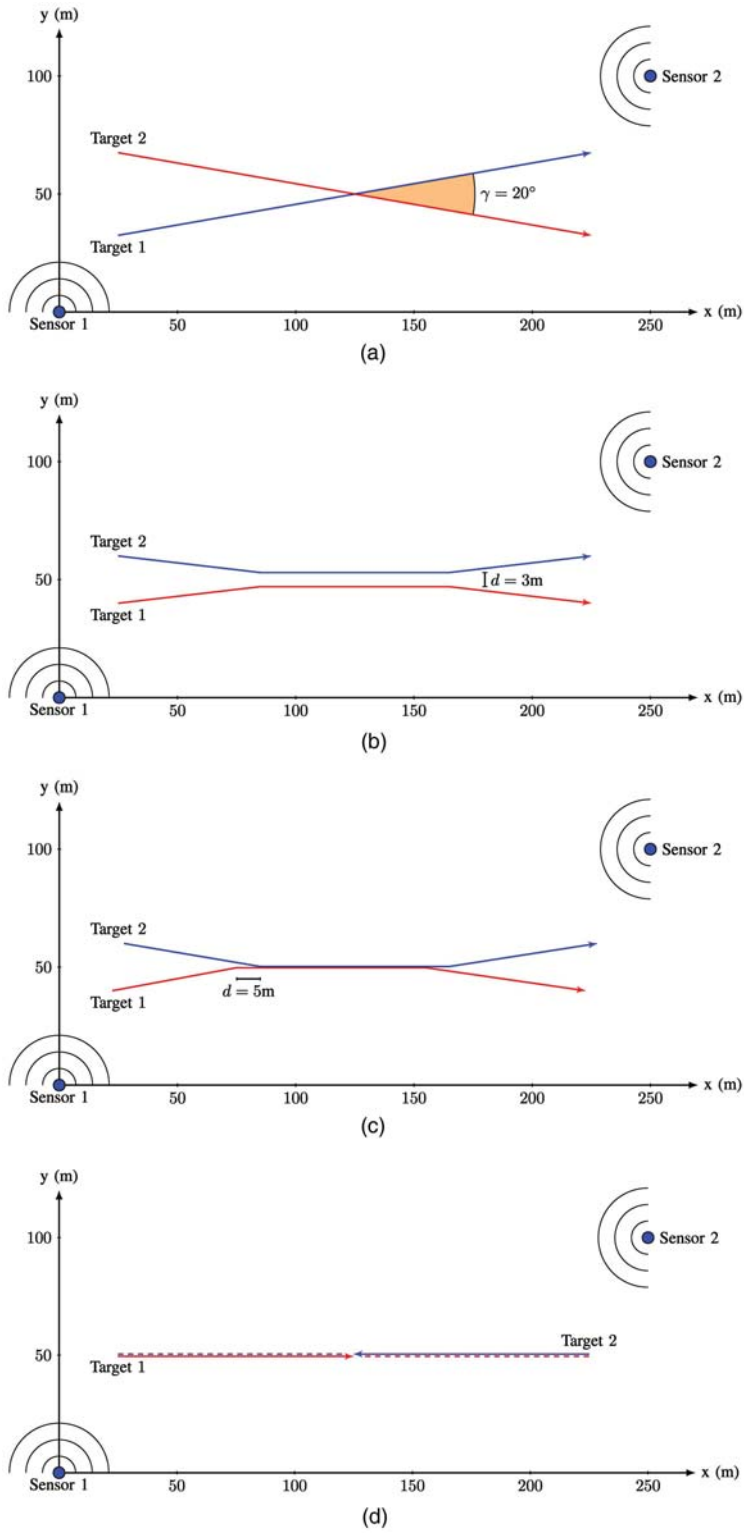 y (m)
100
Sensor 2
Target 2
50
γ = 20°
Target 1
Sensor 1
50 100 150 200 250
x (m)
(a)
y (m)
100
Sensor 2
Target 2
50
d = 3m
Target 1
Sensor 1
50 100 150 200 250
x (m)
(b)
y (m)
100
Sensor 2
Target 2
50
Target 1
d = 5m
Sensor 1
50 100 150 200 250
x (m)
(c)
y (m)
100
Sensor 2
Target 2
50
Target 1
Sensor 1
50 100 150 200 250
x (m)
(d)